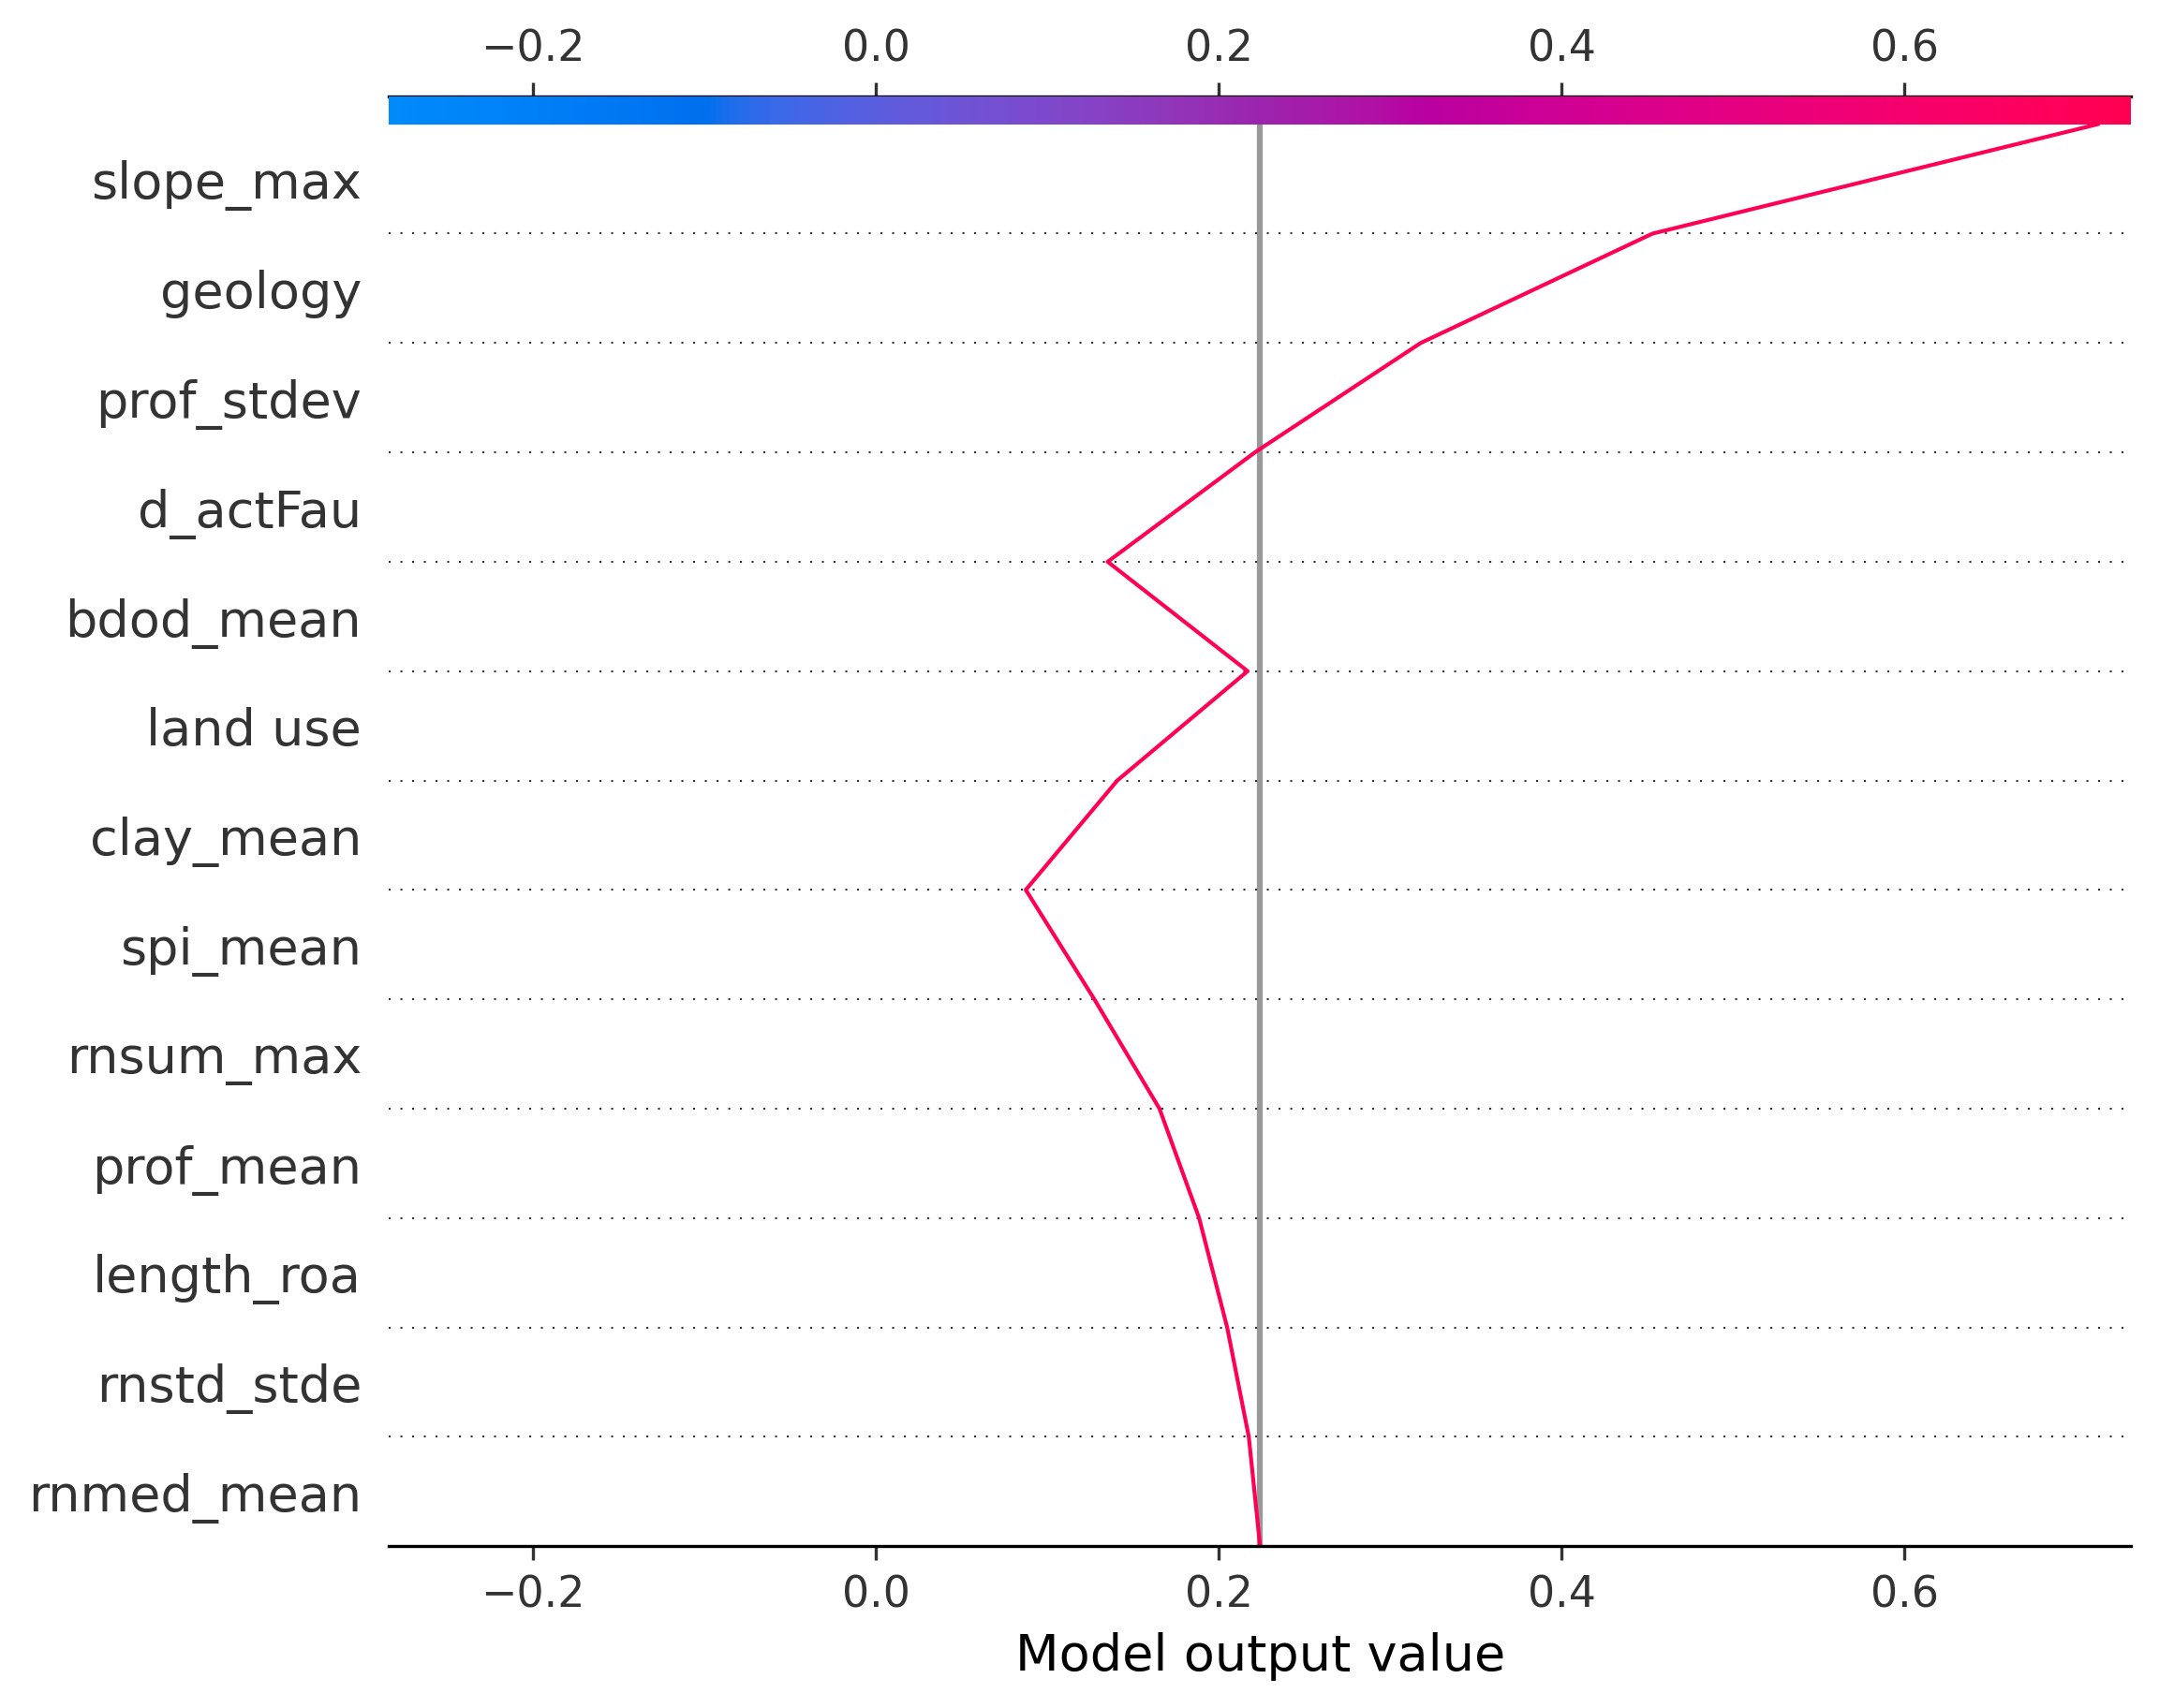 −0.2 0.0 0.2 0.4 0.6
slope_max
geology
prof_stdev
d_actFau
bdod_mean
land use
clay_mean
spi_mean
rnsum_max
prof_mean
length_roa
rnstd_stde
rnmed_mean
−0.2 0.0 0.2 0.4 0.6
Model output value